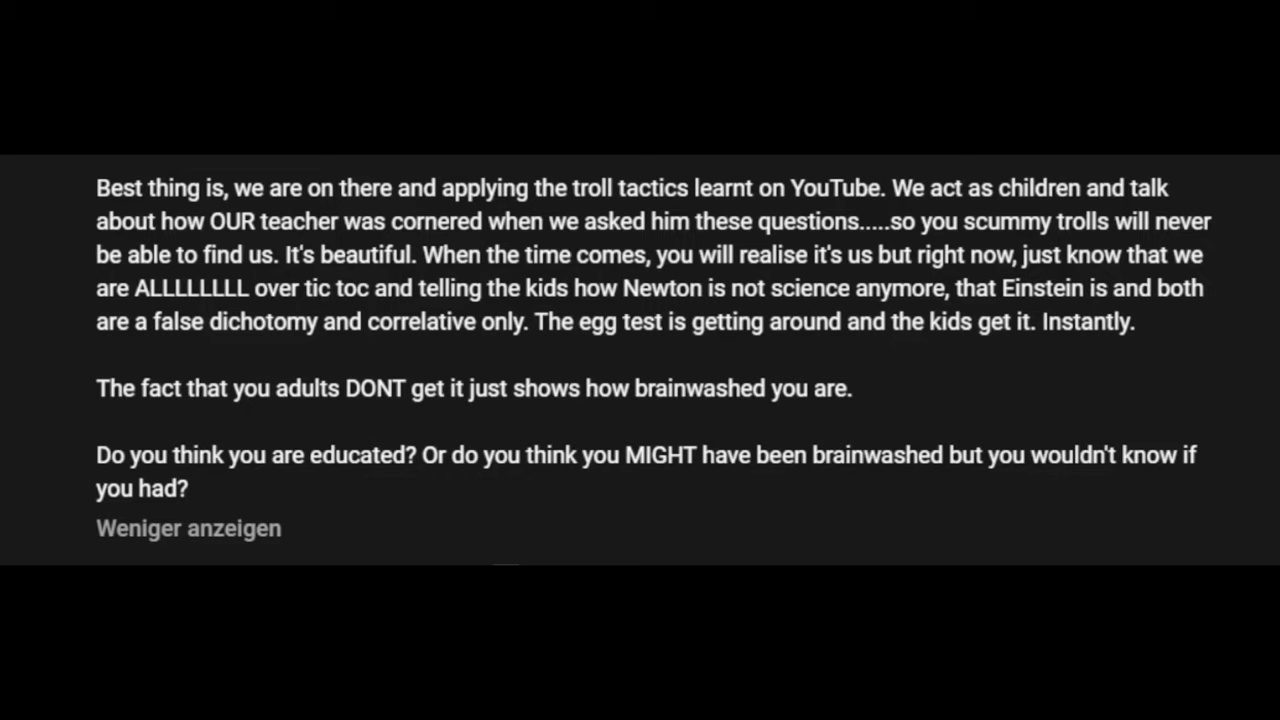 Best thing is, we are on there and applying the troll tactics learnt on YouTube. We act as children and talk
about how OUR teacher was cornered when we asked him these questions.....so you scummy trolls will never
be able to find us. It's beautiful. When the time comes, you will realise it's us but right now, just know that we
are ALLLLLLLL over tic toc and telling the kids how Newton is not science anymore, that Einstein is and both
are a false dichotomy and correlative only. The egg test is getting around and the kids get it. Instantly.
The fact that you adults DONT get it just shows how brainwashed you are.
Do you think you are educated? Or do you think you MIGHT have been brainwashed but you wouldn't know if
you had?
Weniger anzeigen